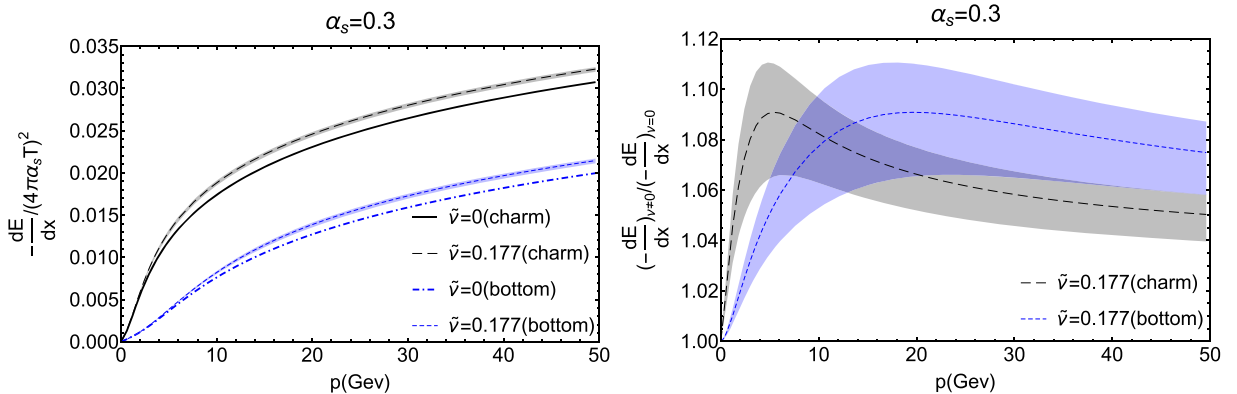 αs=0.3
0.035
0.030
0.025
0.020
0.015
0.010
0.005
0.000
-dE/dx/(4παsT)²
0 10 20 30 40 50
p(Gev)
ṽ=0(charm)
ṽ=0.177(charm)
ṽ=0(bottom)
ṽ=0.177(bottom)
αs=0.3
1.12
1.10
1.08
1.06
1.04
1.02
1.00
(-dE/dx)ν≠0/(-dE/dx)ν=0
0 10 20 30 40 50
p(Gev)
ṽ=0.177(charm)
ṽ=0.177(bottom)